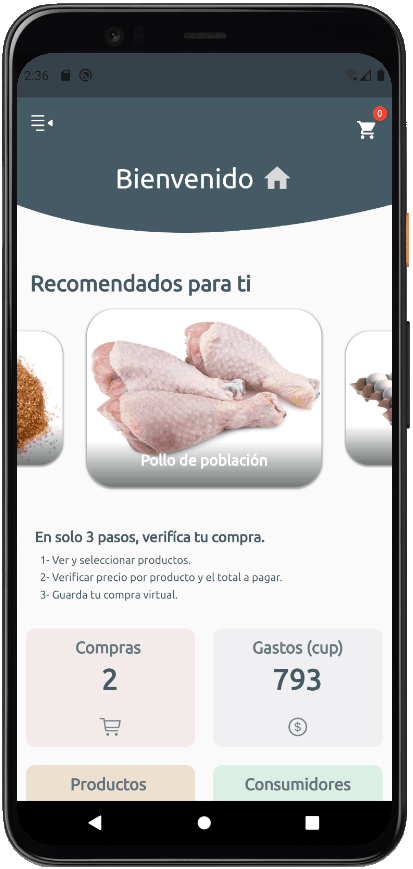 2:36
0
Bienvenido
Recomendados para ti
Pollo de población
En solo 3 pasos, verifíca tu compra.
1- Ver y seleccionar productos.
2- Verificar precio por producto y el total a pagar.
3- Guarda tu compra virtual.
Compras
2
Gastos (cup)
793
$
Productos
Consumidores